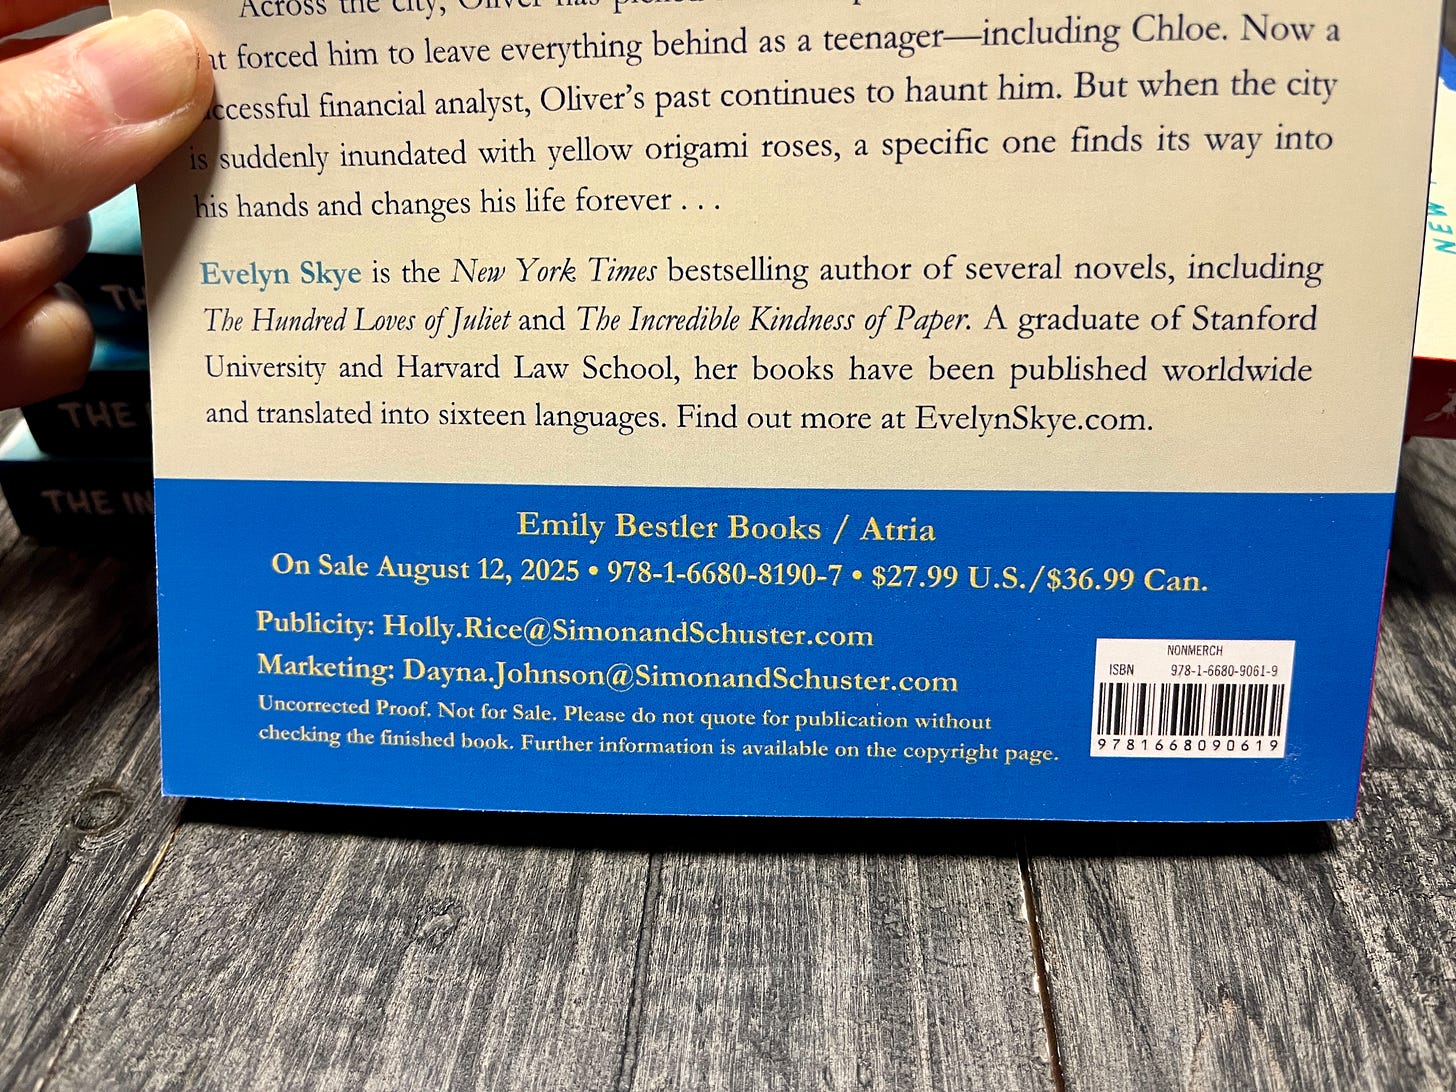 Across the city, Oliver has
forced him to leave everything behind as a teenager—including Chloe. Now a
financial analyst, Oliver's past continues to haunt him. But when the city
is suddenly inundated with yellow origami roses, a specific one finds its way into
his hands and changes his life forever . . .
Evelyn Skye is the New York Times bestselling author of several novels, including
The Hundred Loves of Juliet and The Incredible Kindness of Paper. A graduate of Stanford
University and Harvard Law School, her books have been published worldwide
and translated into sixteen languages. Find out more at EvelynSkye.com.
Emily Bestler Books / Atria
On Sale August 12, 2025 • 978-1-6680-8190-7 • $27.99 U.S./$36.99 Can.
Publicity: Holly.Rice@SimonandSchuster.com
Marketing: Dayna.Johnson@SimonandSchuster.com
Uncorrected Proof. Not for Sale. Please do not quote for publication without
checking the finished book. Further information is available on the copyright page.
NONMERCH
ISBN 978-1-6680-9061-9
9781668090619
THE
THE
NEW